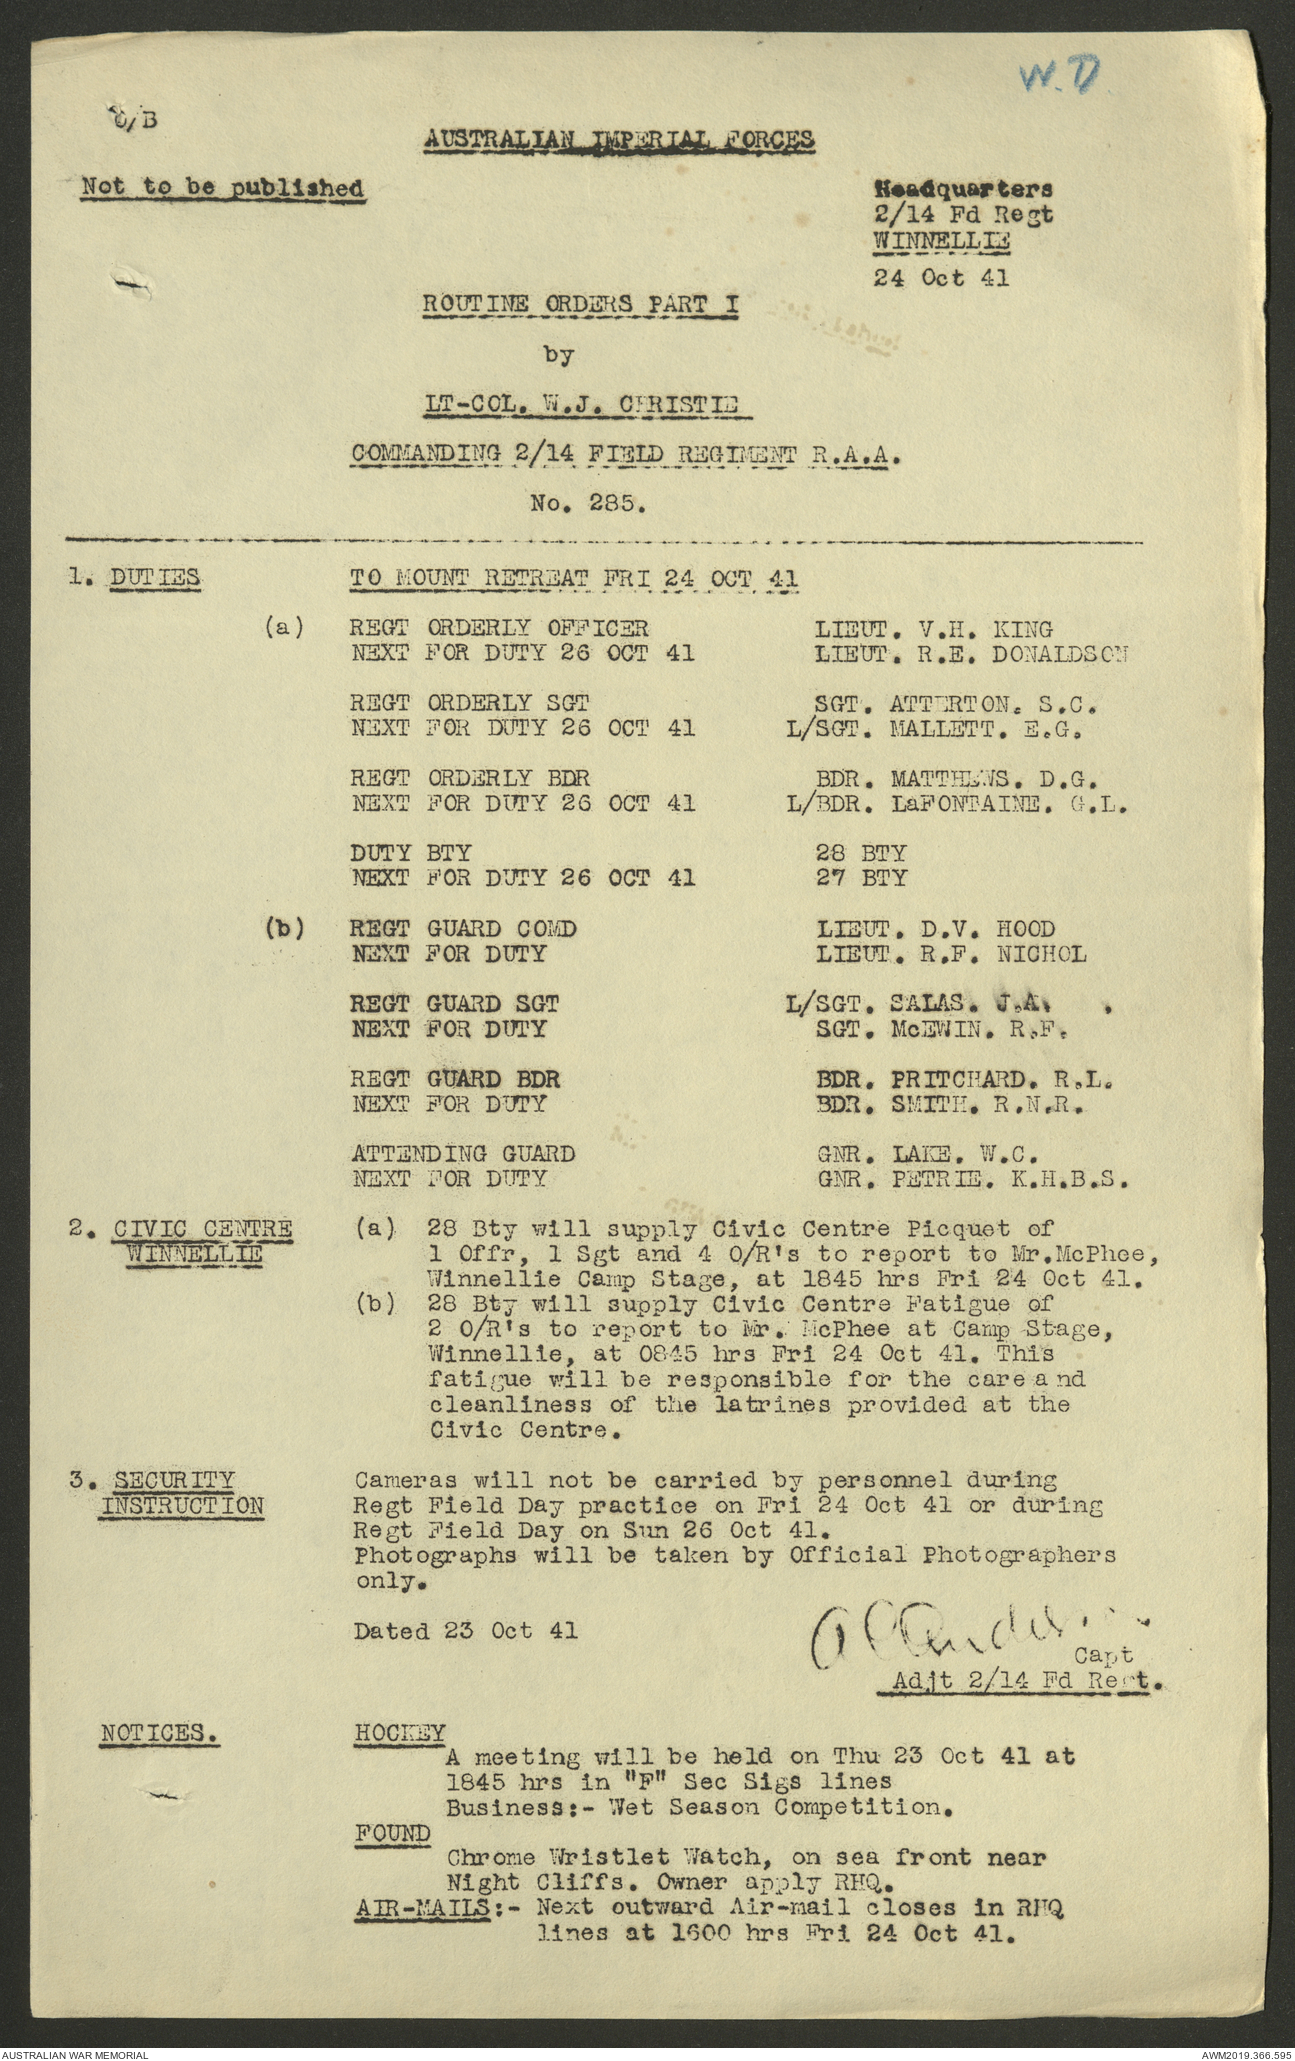 W.D.
O/B
AUSTRALIAN IMPERIAL FORCES
Not to be published
Headquarters
2/14 Fd Regt
WINNELLIE
24 Oct 41
ROUTINE ORDERS PART I
by
LT-COL. W.J. CHRISTIE
COMMANDING 2/14 FIELD REGIMENT R.A.A.
No. 285.
1. DUTIES TO MOUNT RETREAT FRI 24 OCT 41
(a) REGT ORDERLY OFFICER LIEUT. V.H. KING
NEXT FOR DUTY 26 OCT 41 LIEUT. R.E. DONALDSON
REGT ORDERLY SGT SGT. ATTERTON. S.C.
NEXT FOR DUTY 26 OCT 41 L/SGT. MALLETT. E.G.
REGT ORDERLY BDR BDR. MATTHEWS. D.G.
NEXT FOR DUTY 26 OCT 41 L/BDR. LaFONTAINE. G.L.
DUTY BTY 28 BTY
NEXT FOR DUTY 26 OCT 41 27 BTY
(b) REGT GUARD COMD LIEUT. D.V. HOOD
NEXT FOR DUTY LIEUT. R.F. NICHOL
REGT GUARD SGT L/SGT. SALAS. J.A.
NEXT FOR DUTY SGT. McEWIN. R.F.
REGT GUARD BDR BDR. PRITCHARD. R.L.
NEXT FOR DUTY BDR. SMITH. R.N.R.
ATTENDING GUARD GNR. LAKE. W.C.
NEXT FOR DUTY GNR. PETRIE. K.H.B.S.
2. CIVIC CENTRE (a) 28 Bty will supply Civic Centre Picquet of
WINNELLIE 1 Offr, 1 Sgt and 4 O/R's to report to Mr.McPhee,
Winnellie Camp Stage, at 1845 hrs Fri 24 Oct 41.
(b) 28 Bty will supply Civic Centre Fatigue of
2 O/R's to report to Mr. McPhee at Camp Stage,
Winnellie, at 0845 hrs Fri 24 Oct 41. This
fatigue will be responsible for the care and
cleanliness of the latrines provided at the
Civic Centre.
3. SECURITY Cameras will not be carried by personnel during
INSTRUCTION Regt Field Day practice on Fri 24 Oct 41 or during
Regt Field Day on Sun 26 Oct 41.
Photographs will be taken by Official Photographers
only.
Dated 23 Oct 41
Capt
Adjt 2/14 Fd Regt.
NOTICES. HOCKEY
A meeting will be held on Thu 23 Oct 41 at
1845 hrs in "F" Sec Sigs lines
Business:- Wet Season Competition.
FOUND
Chrome Wristlet Watch, on sea front near
Night Cliffs. Owner apply RHQ.
AIR-MAILS:- Next outward Air-mail closes in RHQ
lines at 1600 hrs Fri 24 Oct 41.
AUSTRALIAN WAR MEMORIAL
AWM2019.366.595